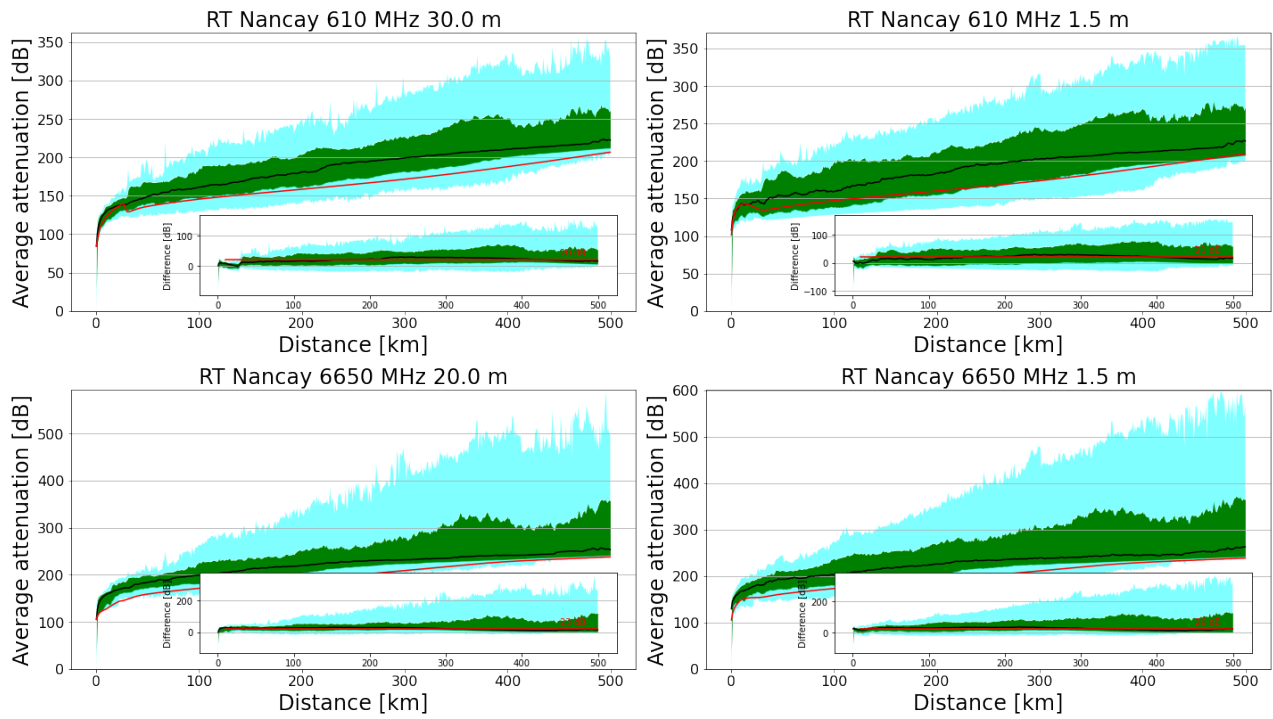 RT Nancay 610 MHz 30.0 m
Average attenuation [dB]
350
300
250
200
150
100
50
0
0 100 200 300 400 500
Distance [km]
Difference [dB]
100
0
0 100 200 300 400 500
RT Nancay 610 MHz 1.5 m
Average attenuation [dB]
350
300
250
200
150
100
50
0
0 100 200 300 400 500
Distance [km]
Difference [dB]
100
0
−100
0 100 200 300 400 500
RT Nancay 6650 MHz 20.0 m
Average attenuation [dB]
500
400
300
200
100
0
0 100 200 300 400 500
Distance [km]
Difference [dB]
200
0
0 100 200 300 400 500
RT Nancay 6650 MHz 1.5 m
Average attenuation [dB]
600
500
400
300
200
100
0
0 100 200 300 400 500
Distance [km]
Difference [dB]
200
0
0 100 200 300 400 500